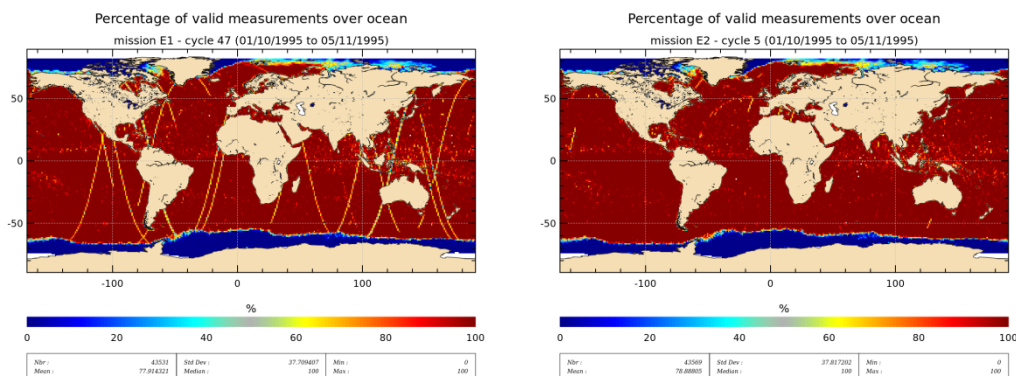 Percentage of valid measurements over ocean
mission E1 - cycle 47 (01/10/1995 to 05/11/1995)
50
0
-50
-100
0
100
%
0
20
40
60
80
100
Nbr : 43531
Mean : 77.914321
Std Dev : 37.709407
Median : 100
Min : 0
Max : 100
Percentage of valid measurements over ocean
mission E2 - cycle 5 (01/10/1995 to 05/11/1995)
50
0
-50
-100
0
100
%
0
20
40
60
80
100
Nbr : 43569
Mean : 78.88805
Std Dev : 37.817202
Median : 100
Min : 0
Max : 100